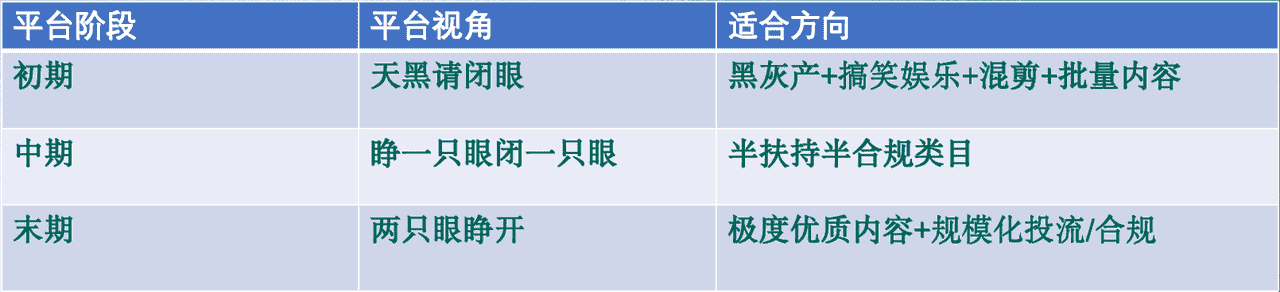 平台阶段 平台视角 适合方向
初期 天黑请闭眼 黑灰产+搞笑娱乐+混剪+批量内容
中期 睁一只眼闭一只眼 半扶持半合规类目
末期 两只眼睁开 极度优质内容+规模化投流/合规